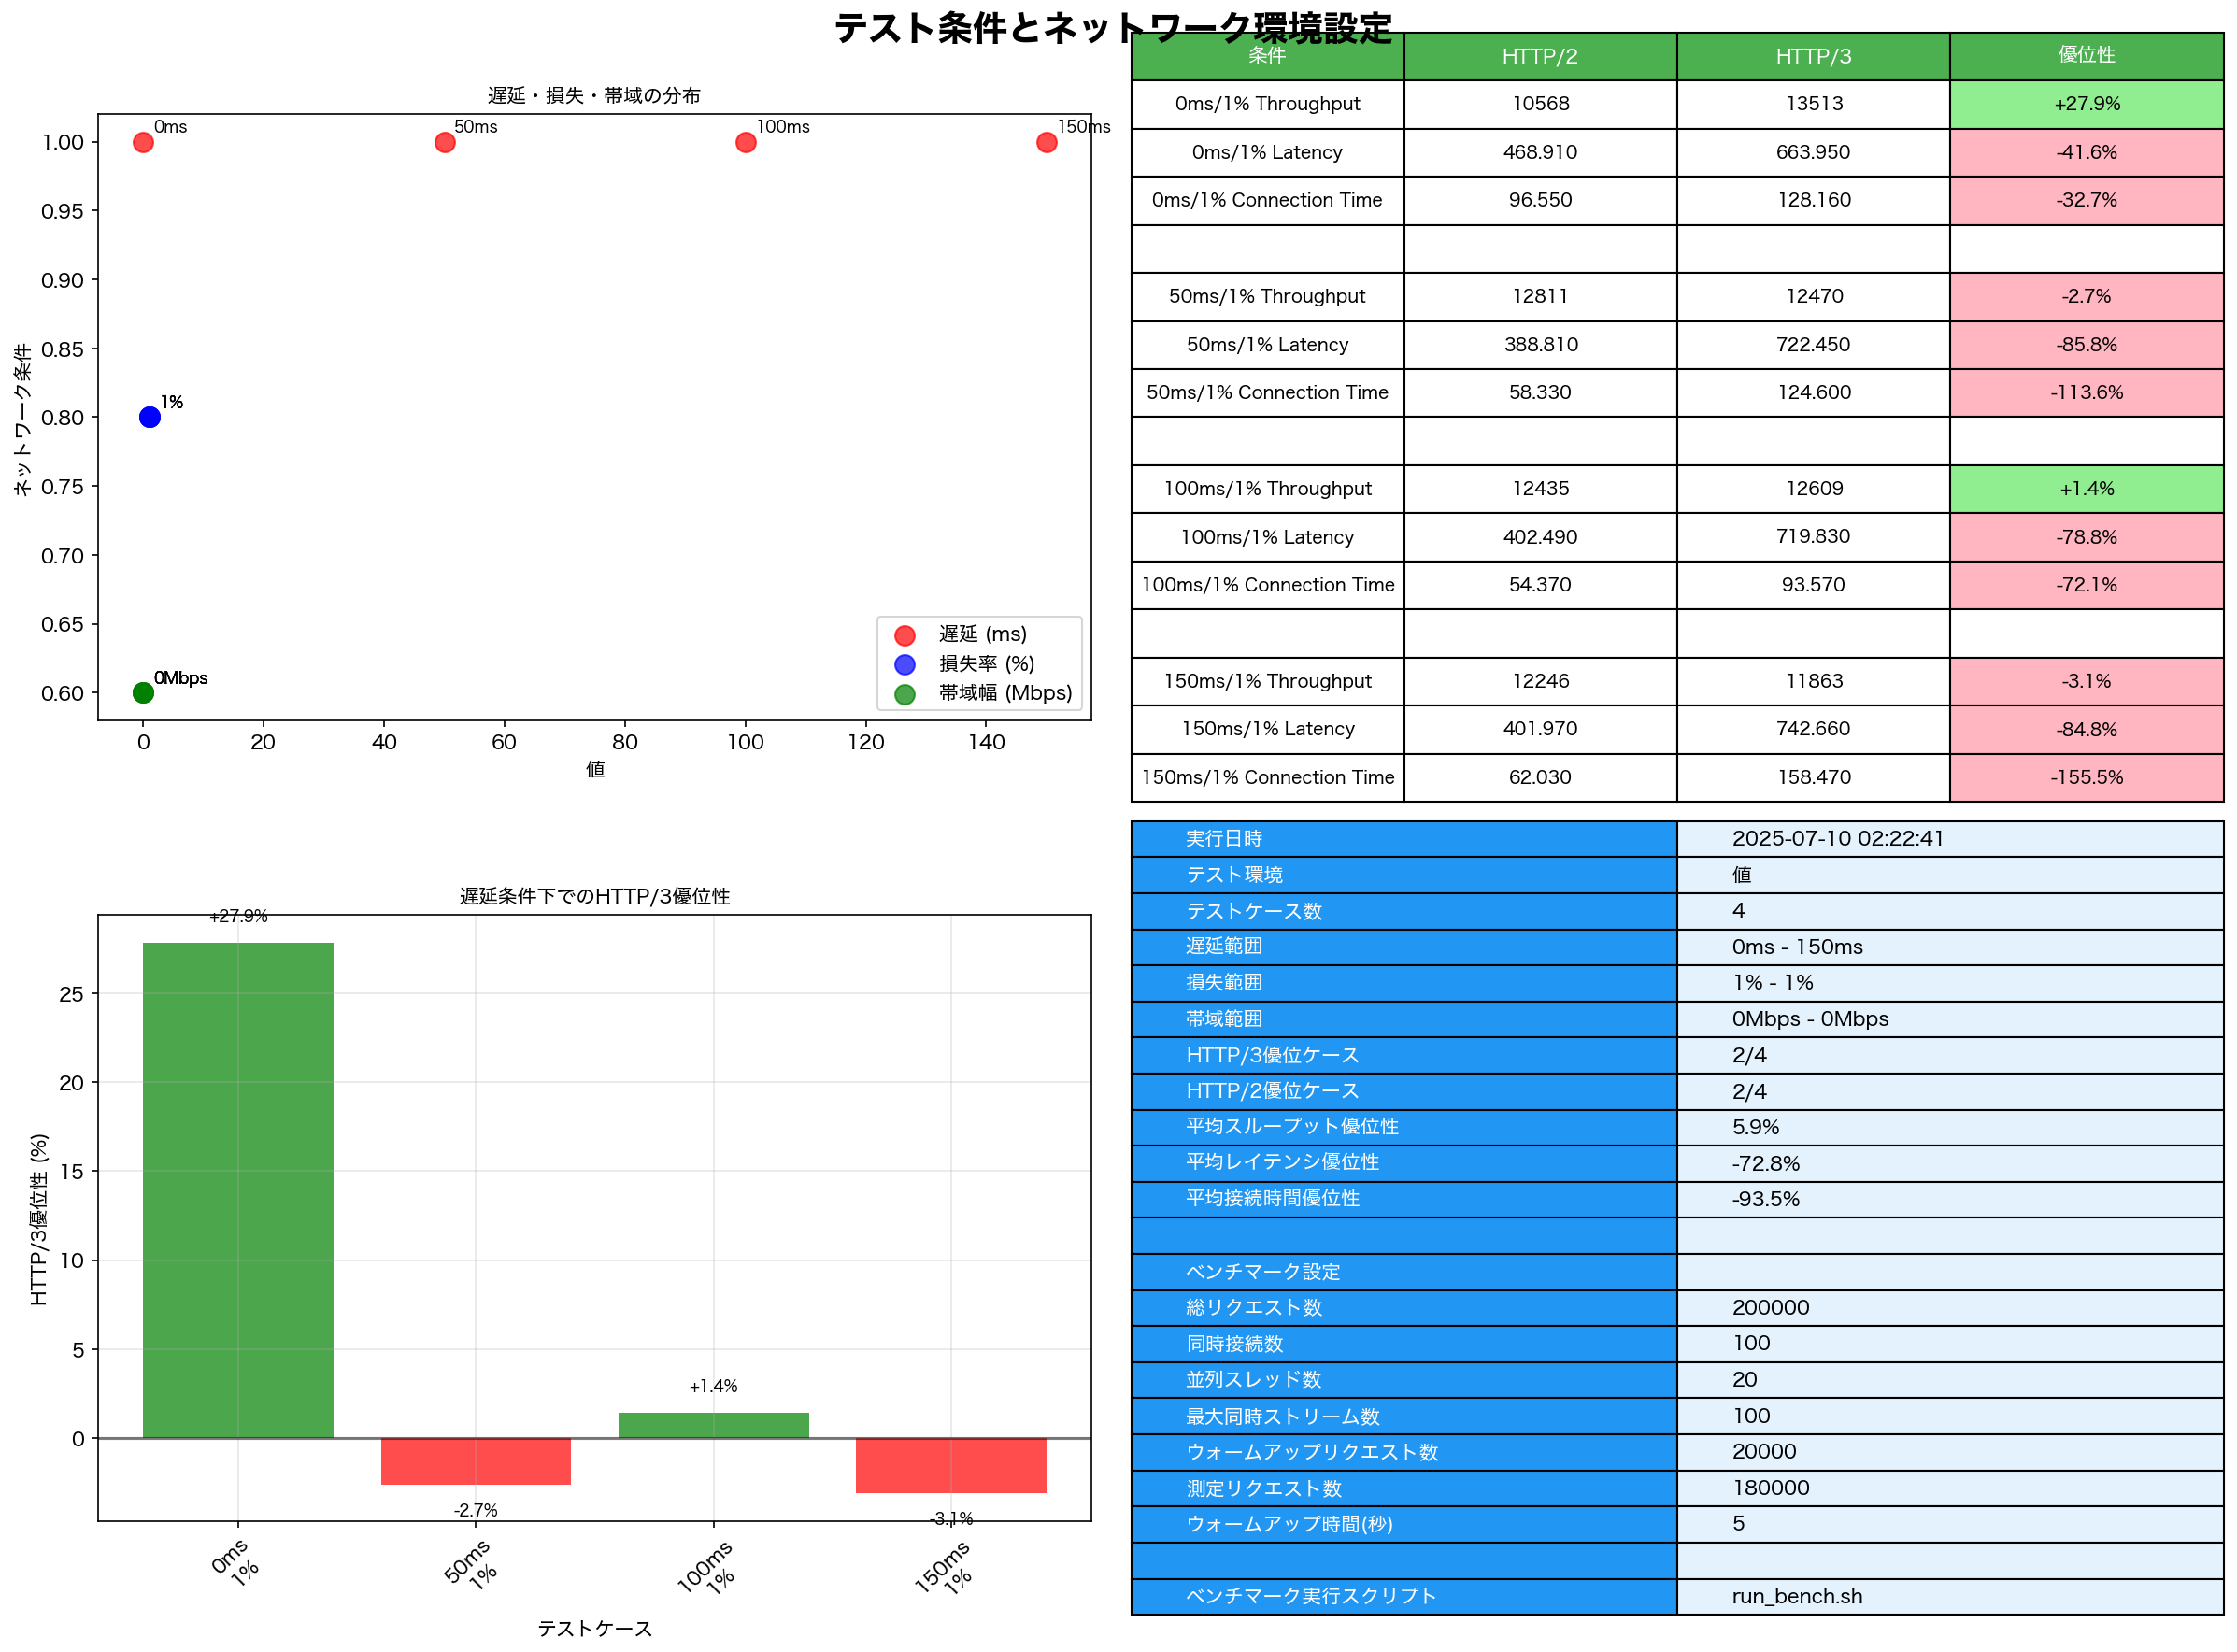 テスト条件とネットワーク環境設定
遅延・損失・帯域の分布
ネットワーク条件
1.00
0.95
0.90
0.85
0.80
0.75
0.70
0.65
0.60
0ms
50ms
100ms
150ms
1%
0Mbps
遅延 (ms)
損失率 (%)
帯域幅 (Mbps)
0 20 40 60 80 100 120 140
値
条件 HTTP/2 HTTP/3 優位性
0ms/1% Throughput 10568 13513 +27.9%
0ms/1% Latency 468.910 663.950 -41.6%
0ms/1% Connection Time 96.550 128.160 -32.7%
50ms/1% Throughput 12811 12470 -2.7%
50ms/1% Latency 388.810 722.450 -85.8%
50ms/1% Connection Time 58.330 124.600 -113.6%
100ms/1% Throughput 12435 12609 +1.4%
100ms/1% Latency 402.490 719.830 -78.8%
100ms/1% Connection Time 54.370 93.570 -72.1%
150ms/1% Throughput 12246 11863 -3.1%
150ms/1% Latency 401.970 742.660 -84.8%
150ms/1% Connection Time 62.030 158.470 -155.5%
遅延条件下でのHTTP/3優位性
HTTP/3優位性 (%)
25
20
15
10
5
0
+27.9%
-2.7%
+1.4%
-3.1%
0ms
1%
50ms
1%
100ms
1%
150ms
1%
テストケース
実行日時 2025-07-10 02:22:41
テスト環境 値
テストケース数 4
遅延範囲 0ms - 150ms
損失範囲 1% - 1%
帯域範囲 0Mbps - 0Mbps
HTTP/3優位ケース 2/4
HTTP/2優位ケース 2/4
平均スループット優位性 5.9%
平均レイテンシ優位性 -72.8%
平均接続時間優位性 -93.5%
ベンチマーク設定
総リクエスト数 200000
同時接続数 100
並列スレッド数 20
最大同時ストリーム数 100
ウォームアップリクエスト数 20000
測定リクエスト数 180000
ウォームアップ時間(秒) 5
ベンチマーク実行スクリプト run_bench.sh